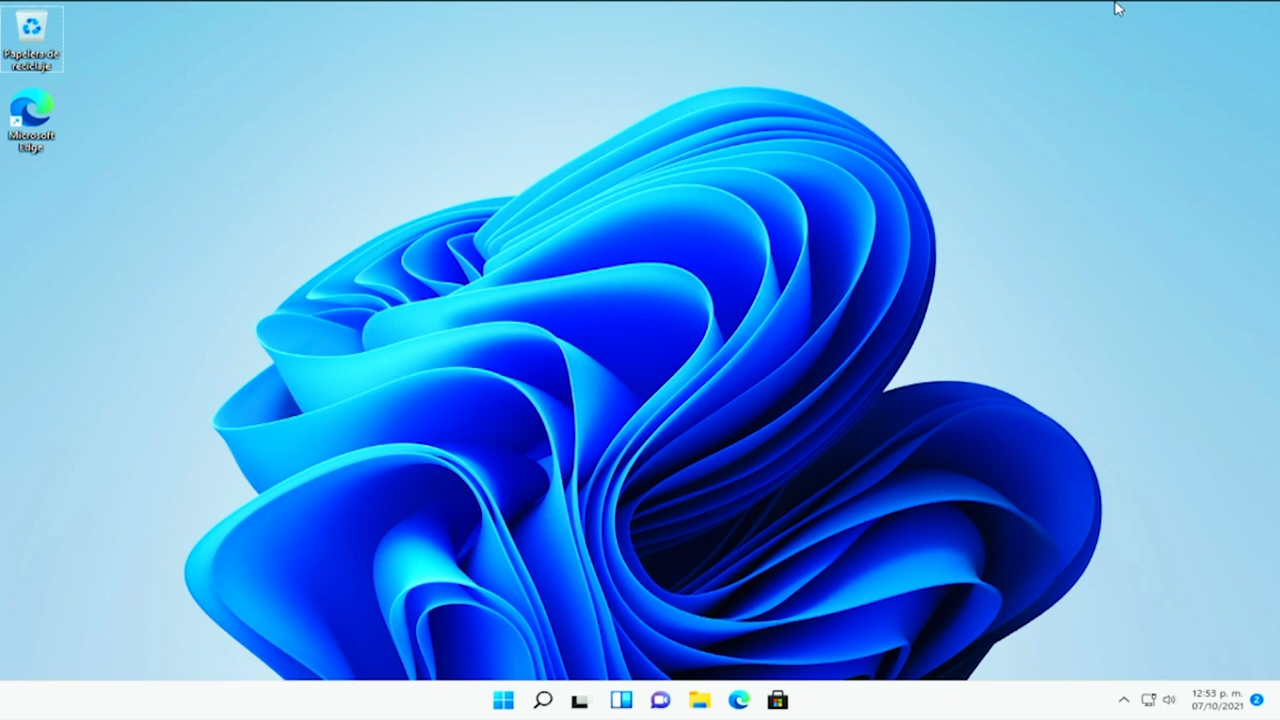 Papelera de
reciclaje
Microsoft
Edge
12:53 p. m.
07/10/2021
2